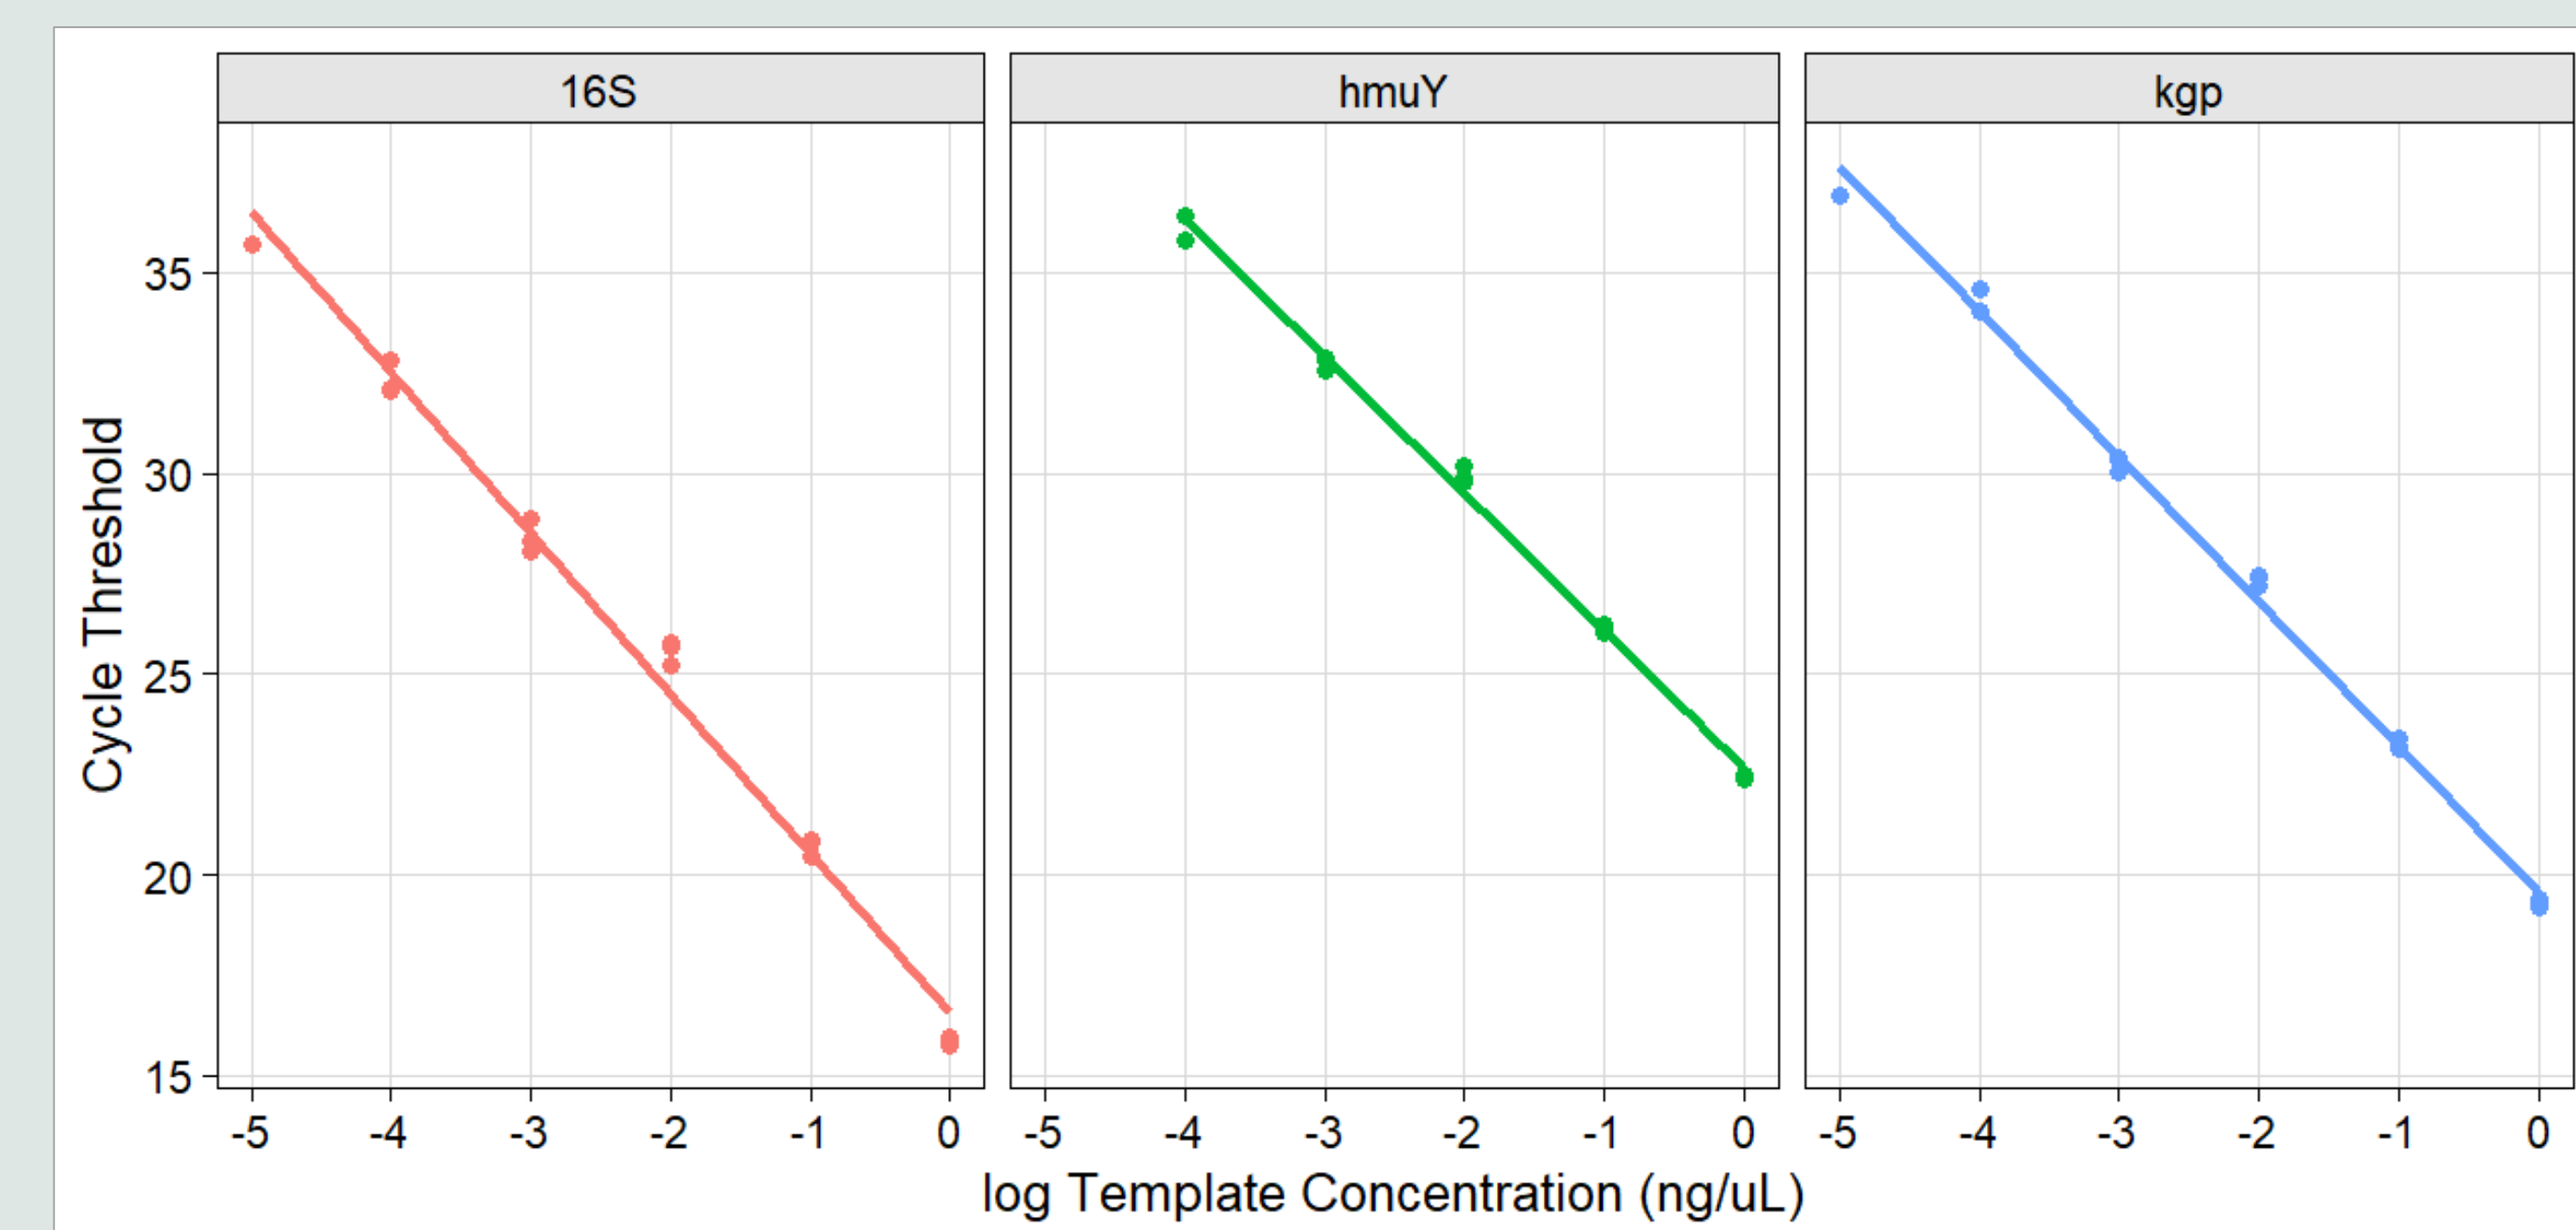 16S hmuY kgp
Cycle Threshold
35
30
25
20
15
-5 -4 -3 -2 -1 0 -5 -4 -3 -2 -1 0 -5 -4 -3 -2 -1 0
log Template Concentration (ng/uL)